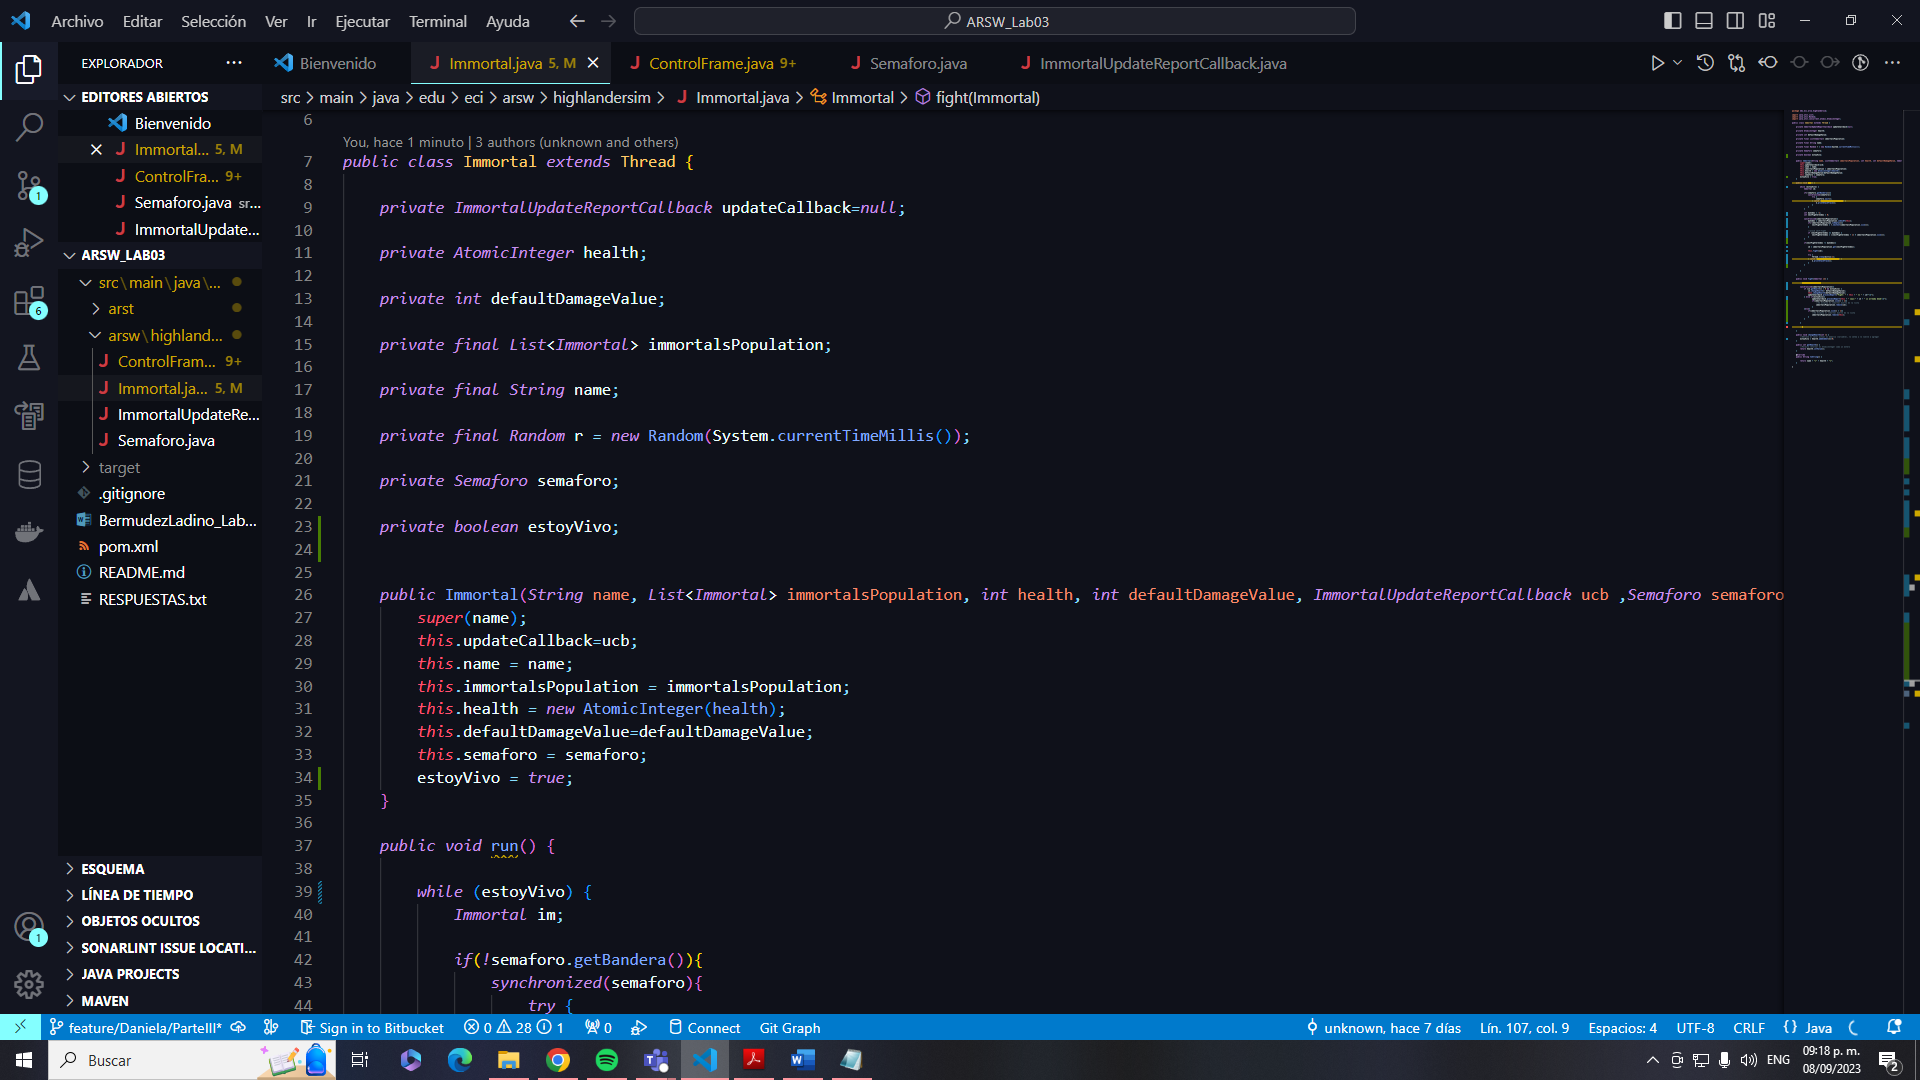 Archivo Editar Selección Ver Ir Ejecutar Terminal Ayuda
ARSW_Lab03
EXPLORADOR
EDITORES ABIERTOS
Bienvenido
Immortal... 5, M
ControlFra... 9+
Semaforo.java sr...
ImmortalUpdate...
ARSW_LAB03
src\main\java\...
arst
arsw\highland...
ControlFram... 9+
Immortal.ja... 5, M
ImmortalUpdateRe...
Semaforo.java
target
.gitignore
BermudezLadino_Lab...
pom.xml
README.md
RESPUESTAS.txt
ESQUEMA
LÍNEA DE TIEMPO
OBJETOS OCULTOS
SONARLINT ISSUE LOCATI...
JAVA PROJECTS
MAVEN
1
6
1
Bienvenido
Immortal.java 5, M
ControlFrame.java 9+
Semaforo.java
ImmortalUpdateReportCallback.java
src > main > java > edu > eci > arsw > highlandersim > Immortal.java > Immortal > fight(Immortal)
6
You, hace 1 minuto | 3 authors (unknown and others)
7 public class Immortal extends Thread {
8
9 private ImmortalUpdateReportCallback updateCallback=null;
10
11 private AtomicInteger health;
12
13 private int defaultDamageValue;
14
15 private final List<Immortal> immortalsPopulation;
16
17 private final String name;
18
19 private final Random r = new Random(System.currentTimeMillis());
20
21 private Semaforo semaforo;
22
23 private boolean estoyVivo;
24
25
26 public Immortal(String name, List<Immortal> immortalsPopulation, int health, int defaultDamageValue, ImmortalUpdateReportCallback ucb ,Semaforo semaforo
27 super(name);
28 this.updateCallback=ucb;
29 this.name = name;
30 this.immortalsPopulation = immortalsPopulation;
31 this.health = new AtomicInteger(health);
32 this.defaultDamageValue=defaultDamageValue;
33 this.semaforo = semaforo;
34 estoyVivo = true;
35 }
36
37 public void run() {
38
39 while (estoyVivo) {
40 Immortal im;
41
42 if(!semaforo.getBandera()){
43 synchronized(semaforo){
44 try {
feature/Daniela/ParteIII* Sign in to Bitbucket 0 28 1 0 Connect Git Graph unknown, hace 7 días Lín. 107, col. 9 Espacios: 4 UTF-8 CRLF {} Java
Buscar
ENG
09:18 p. m.
08/09/2023
2